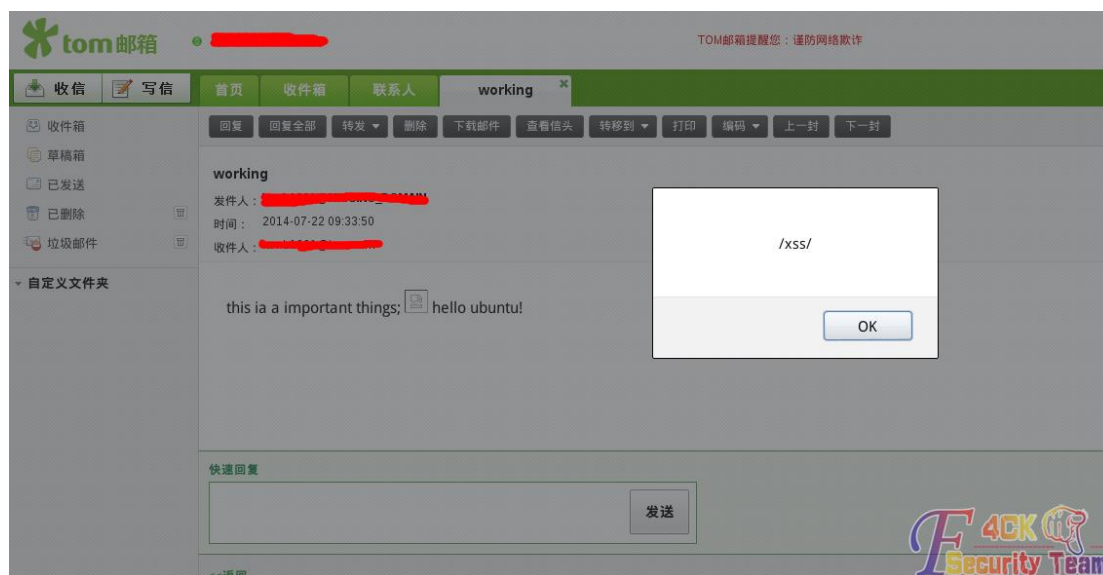 tom邮箱
TOM邮箱提醒您：谨防网络欺诈
收信 写信 首页 收件箱 联系人 working
收件箱
草稿箱
已发送
已删除
垃圾邮件
自定义文件夹
回复 回复全部 转发 删除 下载邮件 查看信头 转移到 打印 编码 上一封 下一封
working
发件人：
时间： 2014-07-22 09:33:50
收件人：
this ia a important things; hello ubuntu!
/xss/
OK
快速回复
发送
F4CK
Security Team